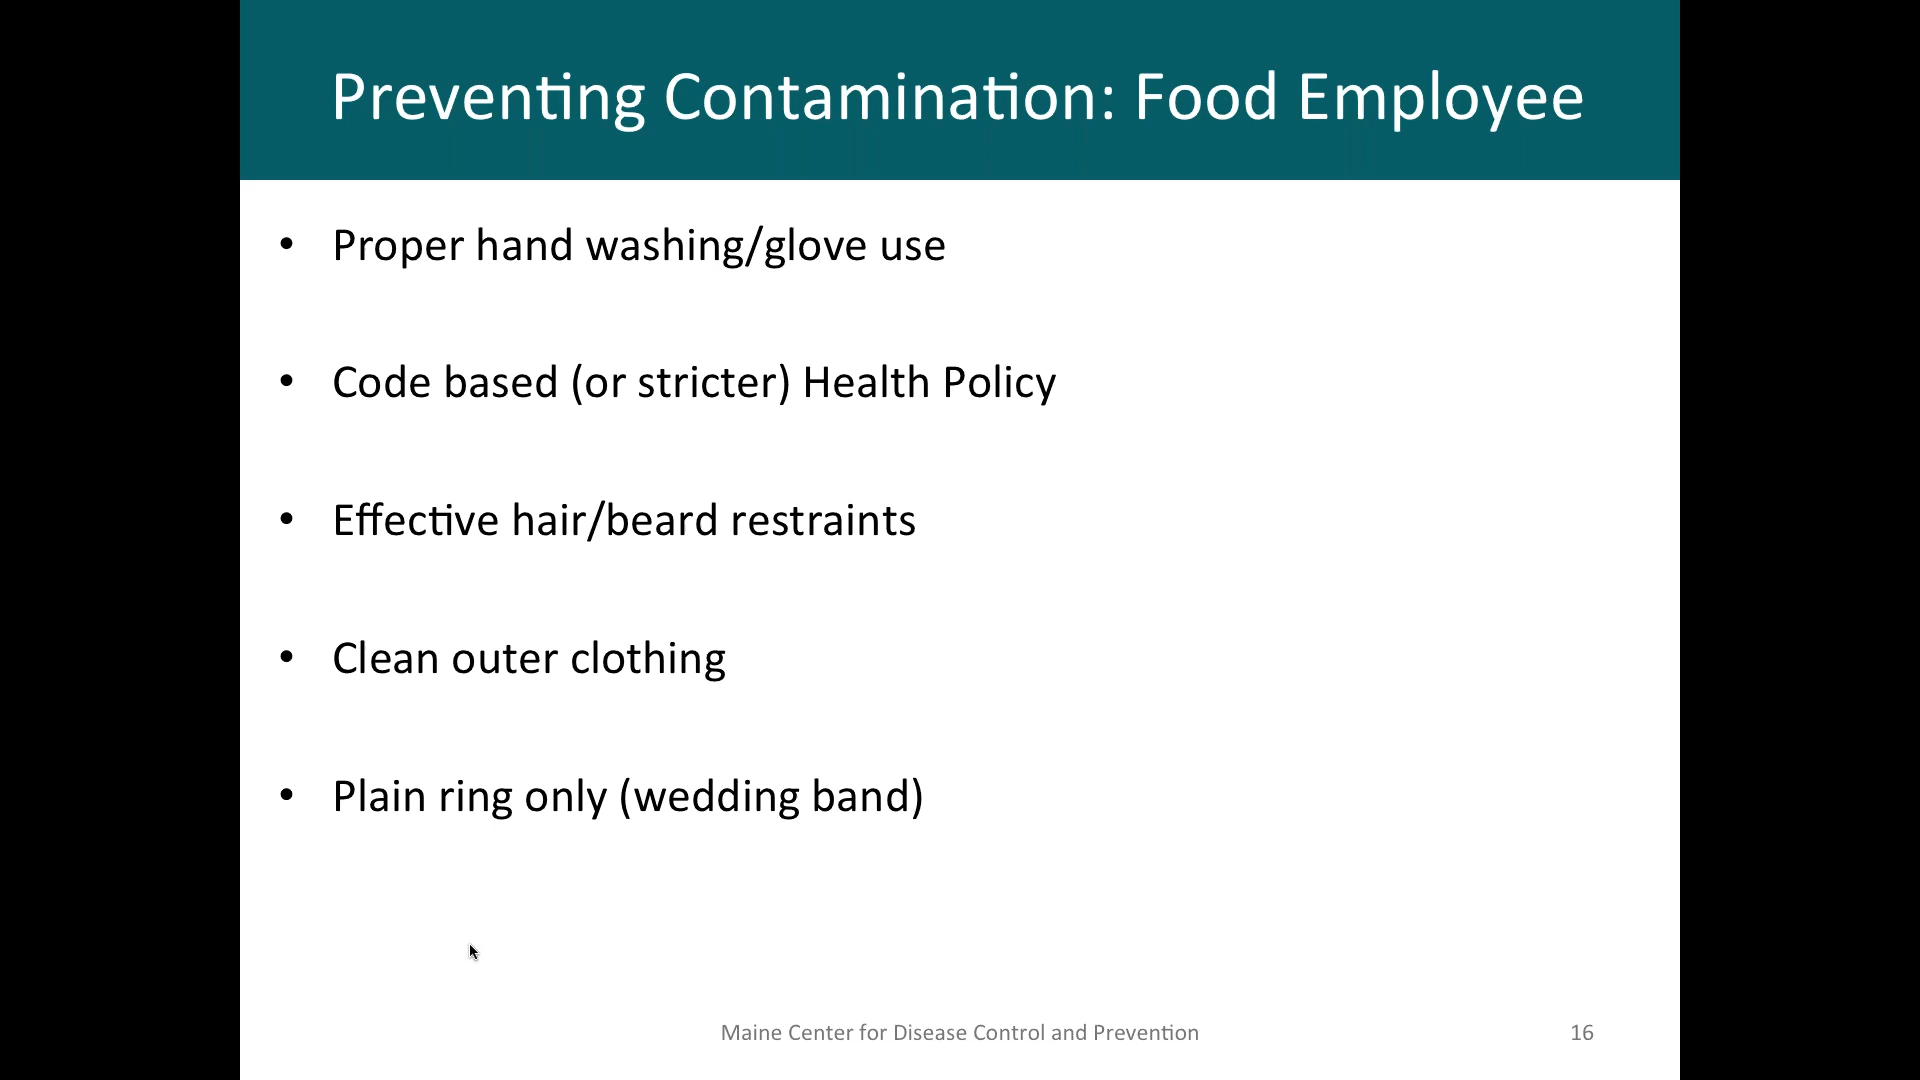 Preventing Contamination: Food Employee
• Proper hand washing/glove use
• Code based (or stricter) Health Policy
• Effective hair/beard restraints
• Clean outer clothing
• Plain ring only (wedding band)
Maine Center for Disease Control and Prevention
16